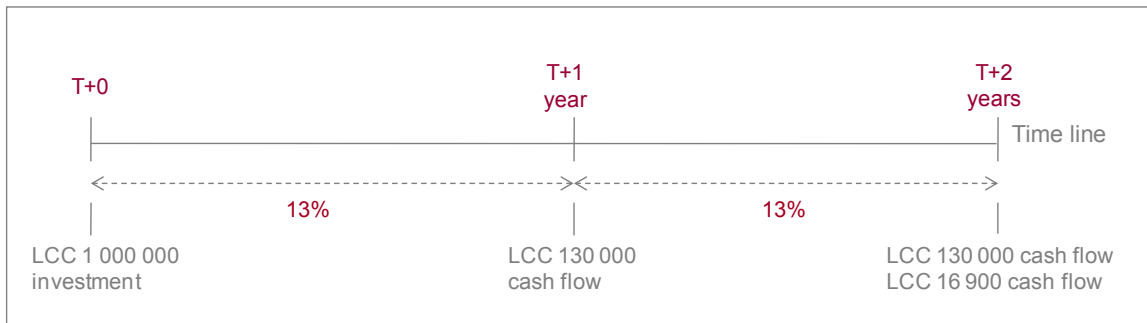 T+0
T+1
year
T+2
years
Time line
13%
13%
LCC 1 000 000
investment
LCC 130 000
cash flow
LCC 130 000 cash flow
LCC 16 900 cash flow